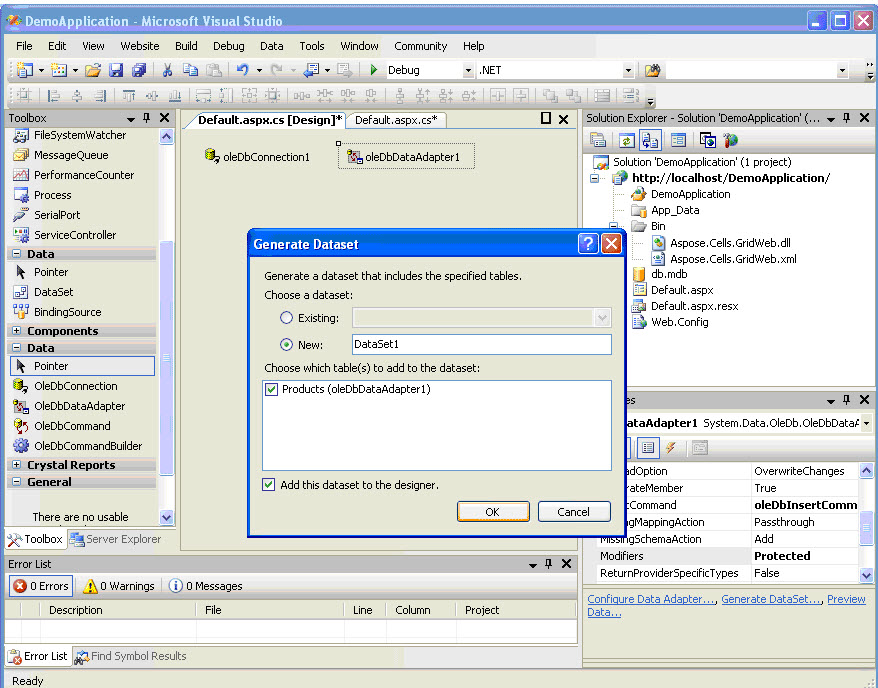 DemoApplication - Microsoft Visual Studio
File Edit View Website Build Debug Data Tools Window Community Help
Debug .NET
Toolbox
FileSystemWatcher
MessageQueue
PerformanceCounter
Process
SerialPort
ServiceController
Data
Pointer
DataSet
BindingSource
Components
Data
Pointer
OleDbConnection
OleDbDataAdapter
OleDbCommand
OleDbCommandBuilder
Crystal Reports
General
There are no usable
Toolbox Server Explorer
Default.aspx.cs [Design]* Default.aspx.cs*
oleDbConnection1 oleDbDataAdapter1
Generate Dataset
Generate a dataset that includes the specified tables.
Choose a dataset:
Existing:
New: DataSet1
Choose which table(s) to add to the dataset:
Products (oleDbDataAdapter1)
Add this dataset to the designer.
OK Cancel
Solution Explorer - Solution 'DemoApplication' (...
Solution 'DemoApplication' (1 project)
http://localhost/DemoApplication/
DemoApplication
App_Data
Bin
Aspose.Cells.GridWeb.dll
Aspose.Cells.GridWeb.xml
db.mdb
Default.aspx
Default.aspx.resx
Web.Config
es
ataAdapter1 System.Data.OleDb.OleDbDataA
adOption OverwriteChanges
rateMember True
tCommand oleDbInsertComm
ngMappingAction Passthrough
MissingSchemaAction Add
Modifiers Protected
ReturnProviderSpecificTypes False
Configure Data Adapter..., Generate DataSet..., Preview
Data...
Error List
0 Errors 0 Warnings 0 Messages
Description File Line Column Project
Error List Find Symbol Results
Ready